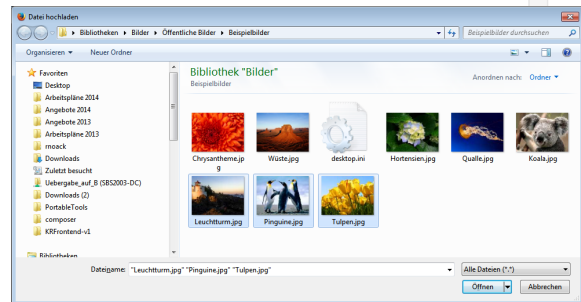 Datei hochladen
Bibliotheken ▸ Bilder ▸ Öffentliche Bilder ▸ Beispielbilder
Beispielbilder durchsuchen
Organisieren Neuer Ordner
Favoriten
Desktop
Arbeitspläne 2014
Angebote 2014
Angebote 2013
Arbeitspläne 2013
rnoack
Downloads
Zuletzt besucht
Uebergabe_auf_B (SBS2003-DC)
Downloads (2)
PortableTools
composer
KRFrontend-v1
Bibliotheken
Bibliothek "Bilder"
Beispielbilder
Anordnen nach: Ordner
Chrysantheme.jp
g
Wüste.jpg
desktop.ini
Hortensien.jpg
Qualle.jpg
Koala.jpg
Leuchtturm.jpg
Pinguine.jpg
Tulpen.jpg
Dateiname: "Leuchtturm.jpg" "Pinguine.jpg" "Tulpen.jpg"
Alle Dateien (*.*)
Öffnen
Abbrechen